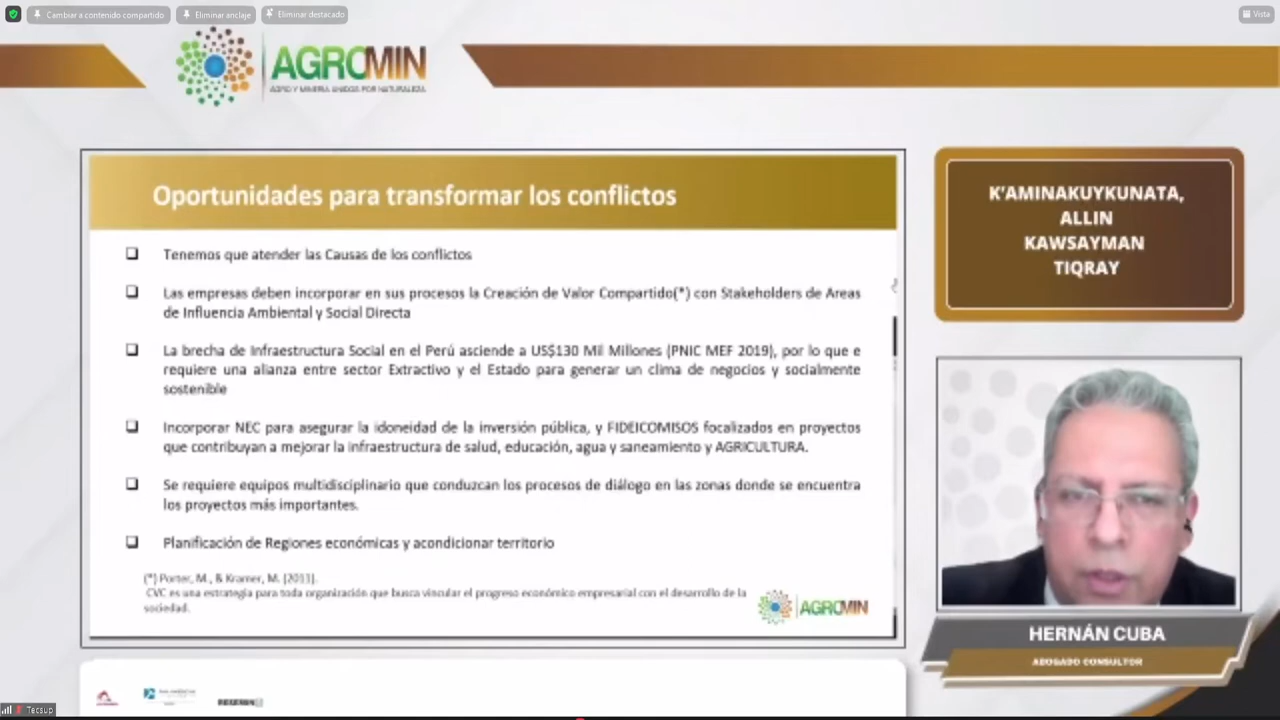 Cambiar a contenido compartido
Eliminar anclaje
Eliminar destacado
Vista
AGROMIN
AGRO Y MINERÍA UNIDOS POR NATURALEZA
Oportunidades para transformar los conflictos
Tenemos que atender las Causas de los conflictos
Las empresas deben incorporar en sus procesos la Creación de Valor Compartido(*) con Stakeholders de Areas
de Influencia Ambiental y Social Directa
La brecha de Infraestructura Social en el Perú asciende a US$130 Mil Millones (PNIC MEF 2019), por lo que e
requiere una alianza entre sector Extractivo y el Estado para generar un clima de negocios y socialmente
sostenible
Incorporar NEC para asegurar la idoneidad de la inversión pública, y FIDEICOMISOS focalizados en proyectos
que contribuyan a mejorar la infraestructura de salud, educación, agua y saneamiento y AGRICULTURA.
Se requiere equipos multidisciplinario que conduzcan los procesos de diálogo en las zonas donde se encuentra
los proyectos más importantes.
Planificación de Regiones económicas y acondicionar territorio
(*) Porter, M., & Kramer, M. (2011).
CVC es una estrategia para toda organización que busca vincular el progreso económico empresarial con el desarrollo de la
sociedad.
AGROMIN
K'AMINAKUYKUNATA,
ALLIN
KAWSAYMAN
TIQRAY
HERNÁN CUBA
ABOGADO CONSULTOR
Tecsup